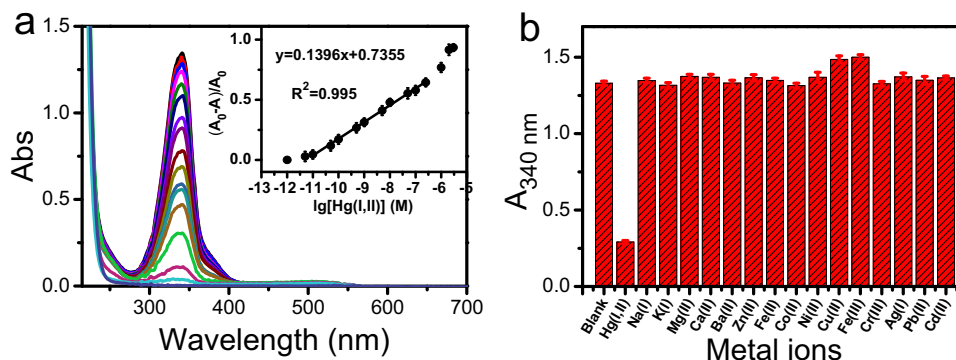 a
Abs
1.5
1.0
0.5
0.0
300
400
500
600
700
Wavelength (nm)
(A0-A)/A0
1.0
0.5
0.0
y=0.1396x+0.7355
R²=0.995
-13 -12 -11 -10 -9 -8 -7 -6 -5
lg[Hg(I,II)] (M)
b
A340 nm
1.5
1.0
0.5
0.0
Blank
Hg(I,II)
Na(I)
K(I)
Mg(II)
Ca(II)
Ba(II)
Zn(II)
Fe(I)
Co(II)
Ni(II)
Cu(II)
Fe(III)
Cr(III)
Ag(I)
Pb(II)
Cd(II)
Metal ions